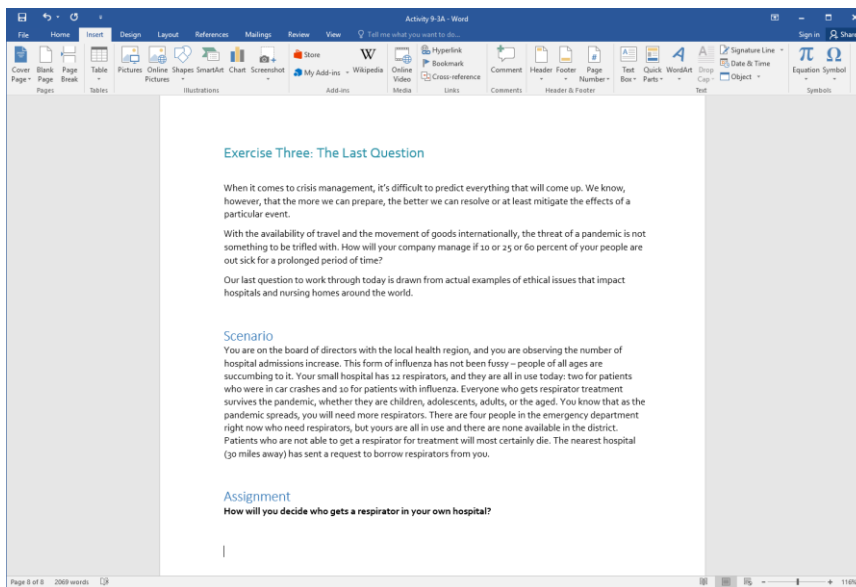 Activity 9-3A - Word
File Home Insert Design Layout References Mailings Review View Tell me what you want to do... Sign in Share
Cover Page Blank Page Page Break Table Pictures Online Pictures Shapes SmartArt Chart Screenshot Store My Add-ins Wikipedia Online Video Hyperlink Bookmark Cross-reference Comment Header Footer Page Number Text Box Quick Parts WordArt Drop Cap Signature Line Date & Time Object Equation Symbol
Pages Tables Illustrations Add-ins Media Links Comments Header & Footer Text Symbols
Exercise Three: The Last Question
When it comes to crisis management, it's difficult to predict everything that will come up. We know,
however, that the more we can prepare, the better we can resolve or at least mitigate the effects of a
particular event.
With the availability of travel and the movement of goods internationally, the threat of a pandemic is not
something to be trifled with. How will your company manage if 10 or 25 or 60 percent of your people are
out sick for a prolonged period of time?
Our last question to work through today is drawn from actual examples of ethical issues that impact
hospitals and nursing homes around the world.
Scenario
You are on the board of directors with the local health region, and you are observing the number of
hospital admissions increase. This form of influenza has not been fussy – people of all ages are
succumbing to it. Your small hospital has 12 respirators, and they are all in use today: two for patients
who were in car crashes and 10 for patients with influenza. Everyone who gets respirator treatment
survives the pandemic, whether they are children, adolescents, adults, or the aged. You know that as the
pandemic spreads, you will need more respirators. There are four people in the emergency department
right now who need respirators, but yours are all in use and there are none available in the district.
Patients who are not able to get a respirator for treatment will most certainly die. The nearest hospital
(30 miles away) has sent a request to borrow respirators from you.
Assignment
How will you decide who gets a respirator in your own hospital?
Page 8 of 8 2069 words 116%